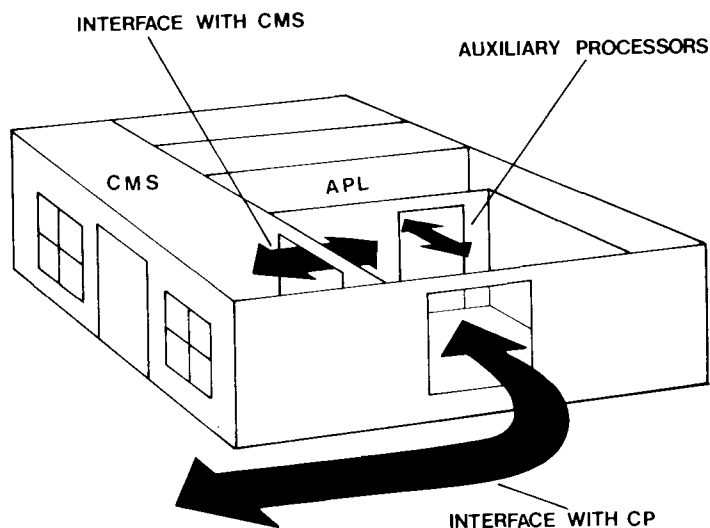 INTERFACE WITH CMS
AUXILIARY PROCESSORS
CMS
APL
INTERFACE WITH CP